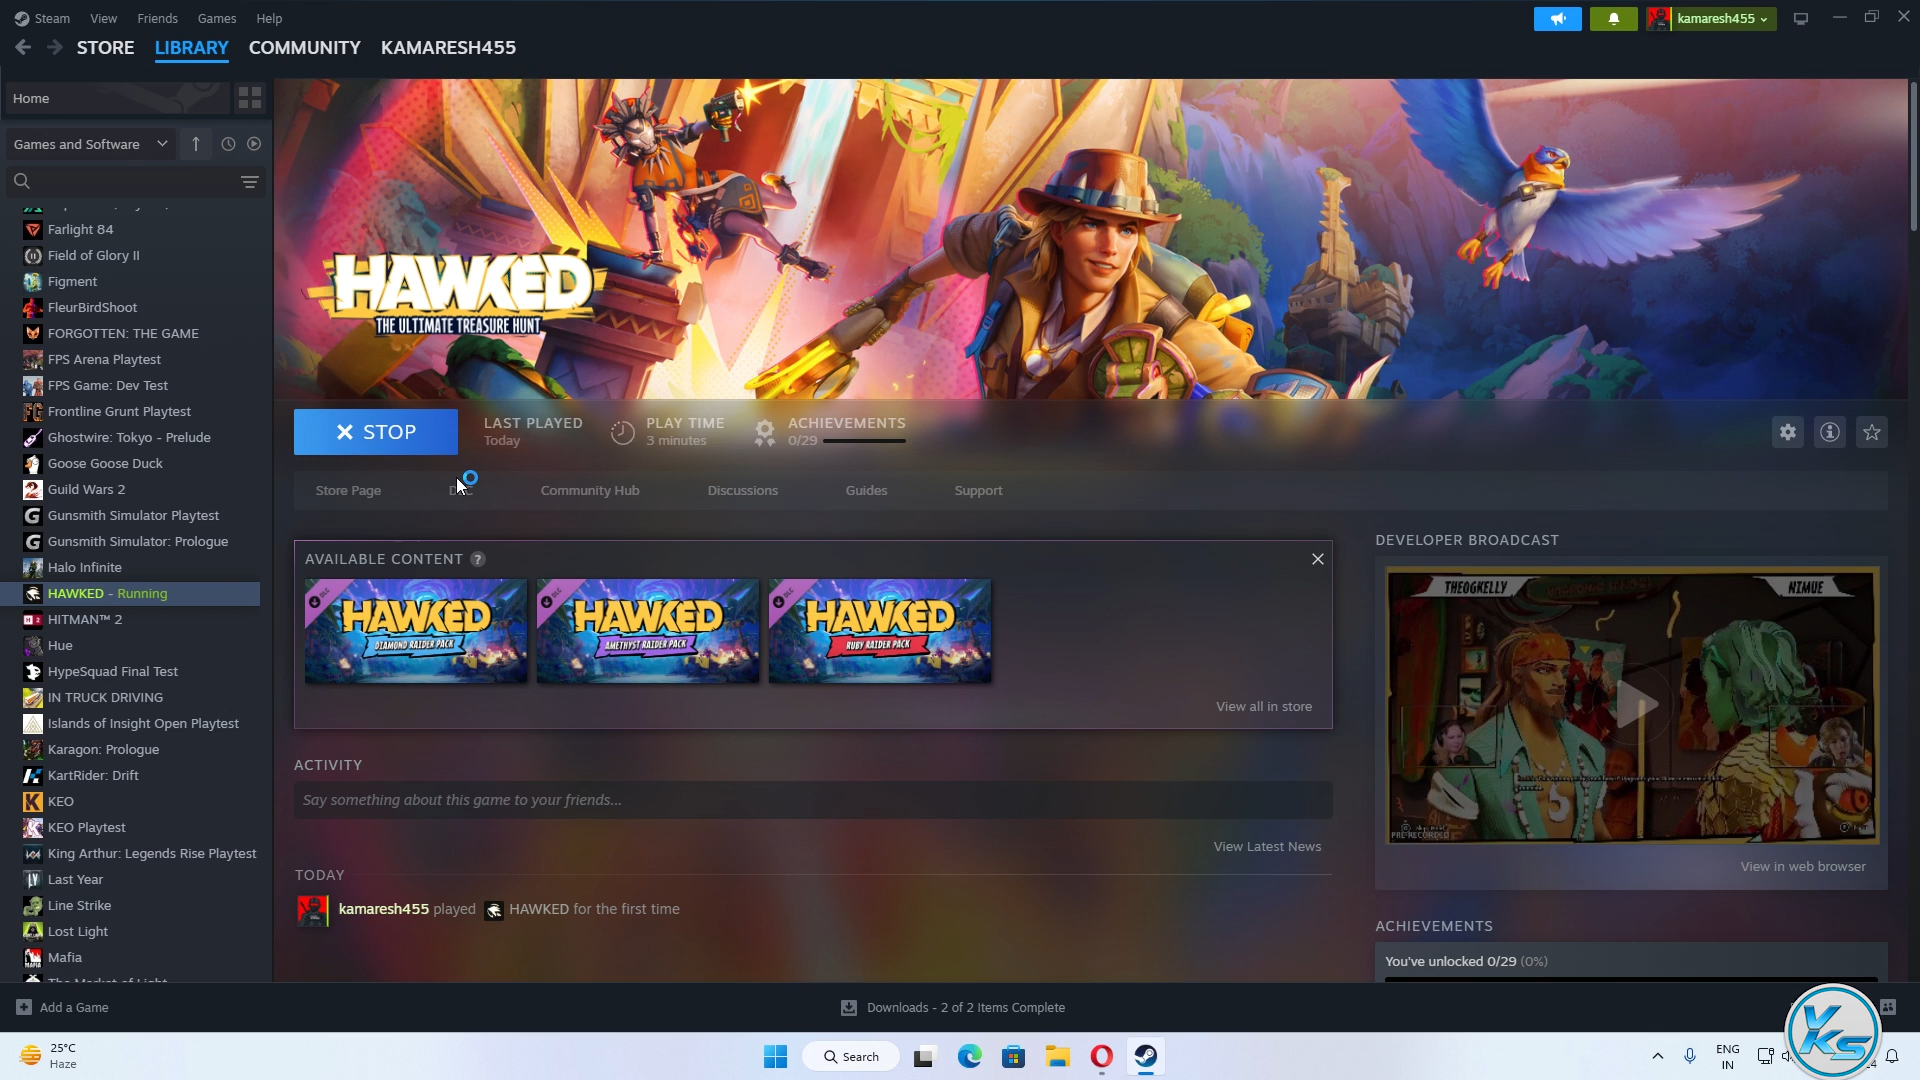 Steam View Friends Games Help
kamaresh455
STORE LIBRARY COMMUNITY KAMARESH455
Home
Games and Software
Farlight 84
Field of Glory II
Figment
FleurBirdShoot
FORGOTTEN: THE GAME
FPS Arena Playtest
FPS Game: Dev Test
Frontline Grunt Playtest
Ghostwire: Tokyo - Prelude
Goose Goose Duck
Guild Wars 2
Gunsmith Simulator Playtest
Gunsmith Simulator: Prologue
Halo Infinite
HAWKED - Running
HITMAN™ 2
Hue
HypeSquad Final Test
IN TRUCK DRIVING
Islands of Insight Open Playtest
Karagon: Prologue
KartRider: Drift
KEO
KEO Playtest
King Arthur: Legends Rise Playtest
Last Year
Line Strike
Lost Light
Mafia
Add a Game
HAWKED
THE ULTIMATE TREASURE HUNT
STOP
LAST PLAYED
Today
PLAY TIME
3 minutes
ACHIEVEMENTS
0/29
Store Page Community Hub Discussions Guides Support
AVAILABLE CONTENT ?
DLC HAWKED DIAMOND RAIDER PACK
DLC HAWKED AMETHYST RAIDER PACK
DLC HAWKED RUBY RAIDER PACK
View all in store
ACTIVITY
Say something about this game to your friends...
View Latest News
TODAY
kamaresh455 played HAWKED for the first time
DEVELOPER BROADCAST
THEOGKELLY NIMUE
PRE-RECORDED
View in web browser
ACHIEVEMENTS
You've unlocked 0/29 (0%)
Downloads - 2 of 2 Items Complete
25°C
Haze
Search
ENG
IN
YKS